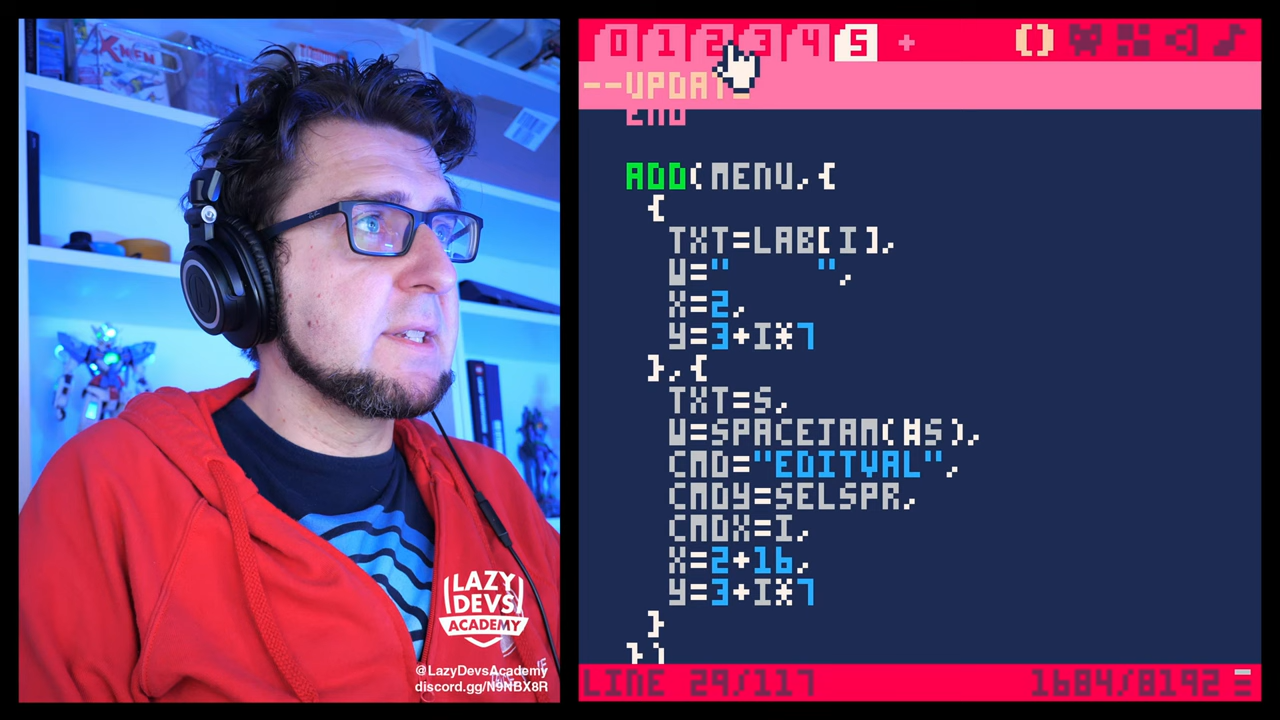 X-MEN
LAZY
DEVS
ACADEMY
@LazyDevsAcademy
discord.gg/N9NBX8R
0 1 2 3 4 5 +
--UPDATE
END
ADD(MENU,{
{
TXT=LAB[I],
W="    ",
X=2,
Y=3+I*7
},{
TXT=S,
W=SPACEJAM(#S),
CMD="EDITVAL",
CMDY=SELSPR,
CMDX=I,
X=2+16,
Y=3+I*7
}
})
LINE 29/117
1684/8192